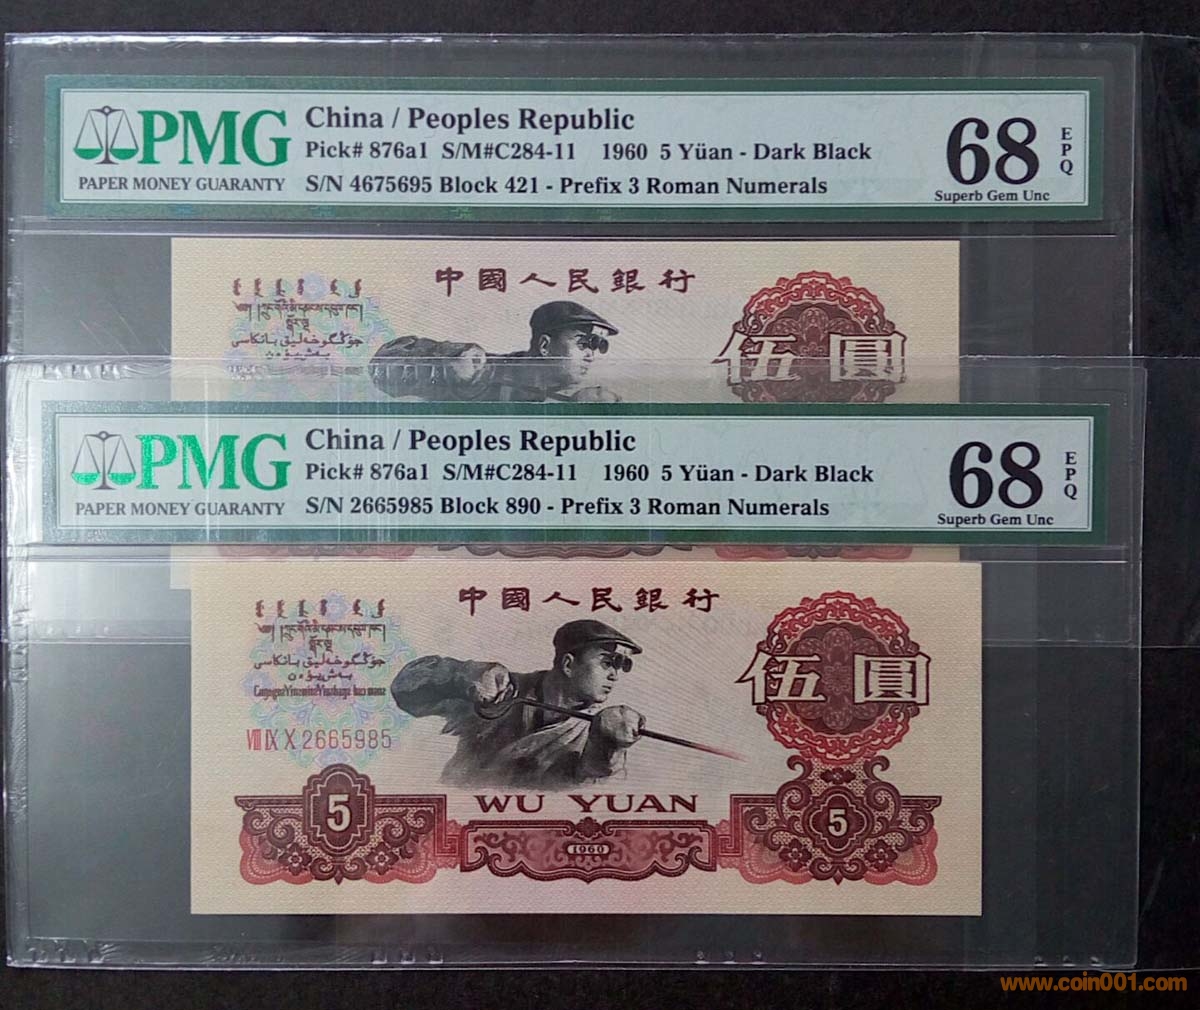 PMG
PAPER MONEY GUARANTY
China / Peoples Republic
Pick# 876a1 S/M#C284-11 1960 5 Yüan - Dark Black
S/N 4675695 Block 421 - Prefix 3 Roman Numerals
68
EPQ
Superb Gem Unc
中國人民銀行
伍圓
PMG
PAPER MONEY GUARANTY
China / Peoples Republic
Pick# 876a1 S/M#C284-11 1960 5 Yüan - Dark Black
S/N 2665985 Block 890 - Prefix 3 Roman Numerals
68
EPQ
Superb Gem Unc
中國人民銀行
伍圓
VIII IX X 2665985
WU YUAN
5
5
1960
www.coin001.com